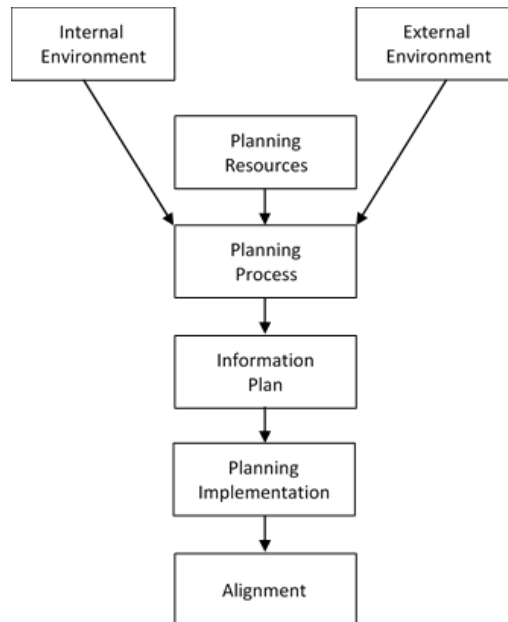 Internal
Environment
External
Environment
Planning
Resources
Planning
Process
Information
Plan
Planning
Implementation
Alignment